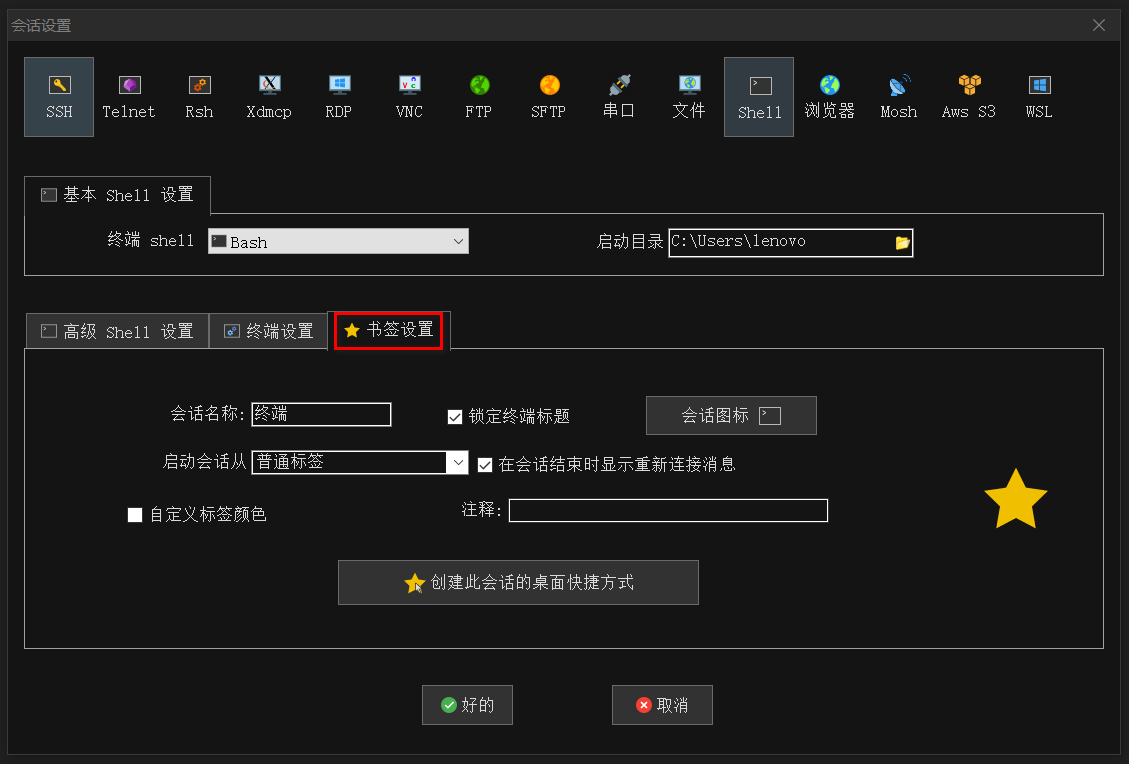 会话设置
SSH Telnet Rsh Xdmcp RDP VNC FTP SFTP 串口 文件 Shell 浏览器 Mosh Aws S3 WSL
基本 Shell 设置
终端 shell Bash 启动目录 C:\Users\lenovo
高级 Shell 设置 终端设置 书签设置
会话名称: 终端 锁定终端标题 会话图标
启动会话从 普通标签 在会话结束时显示重新连接消息
自定义标签颜色 注释:
创建此会话的桌面快捷方式
好的 取消